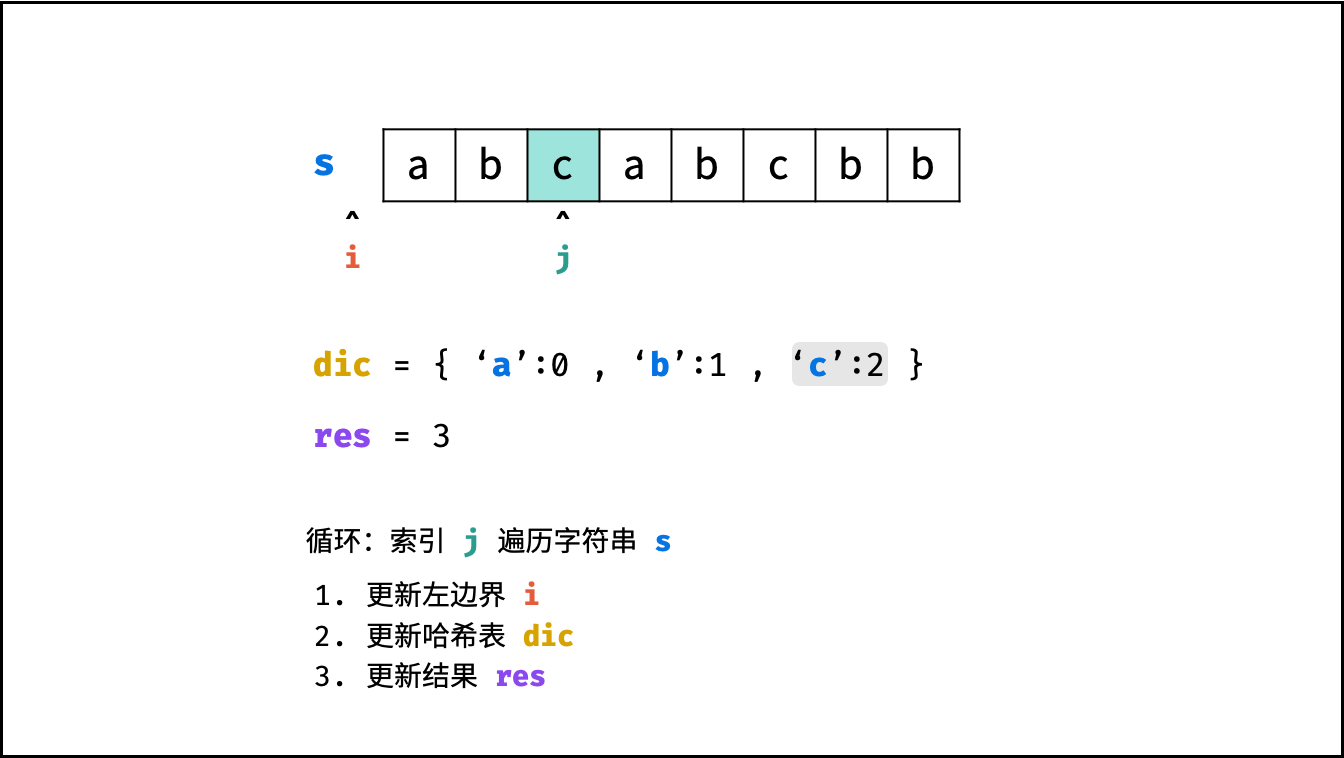 s a b c a b c b b
^ ^
i j
dic = { ‘a’:0 , ‘b’:1 , ‘c’:2 }
res = 3
循环：索引 j 遍历字符串 s
1. 更新左边界 i
2. 更新哈希表 dic
3. 更新结果 res